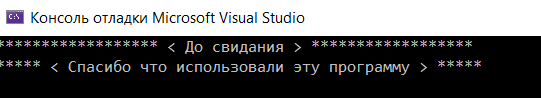 Консоль отладки Microsoft Visual Studio
****************** < До свидания > ******************
***** < Спасибо что использовали эту программу > *****